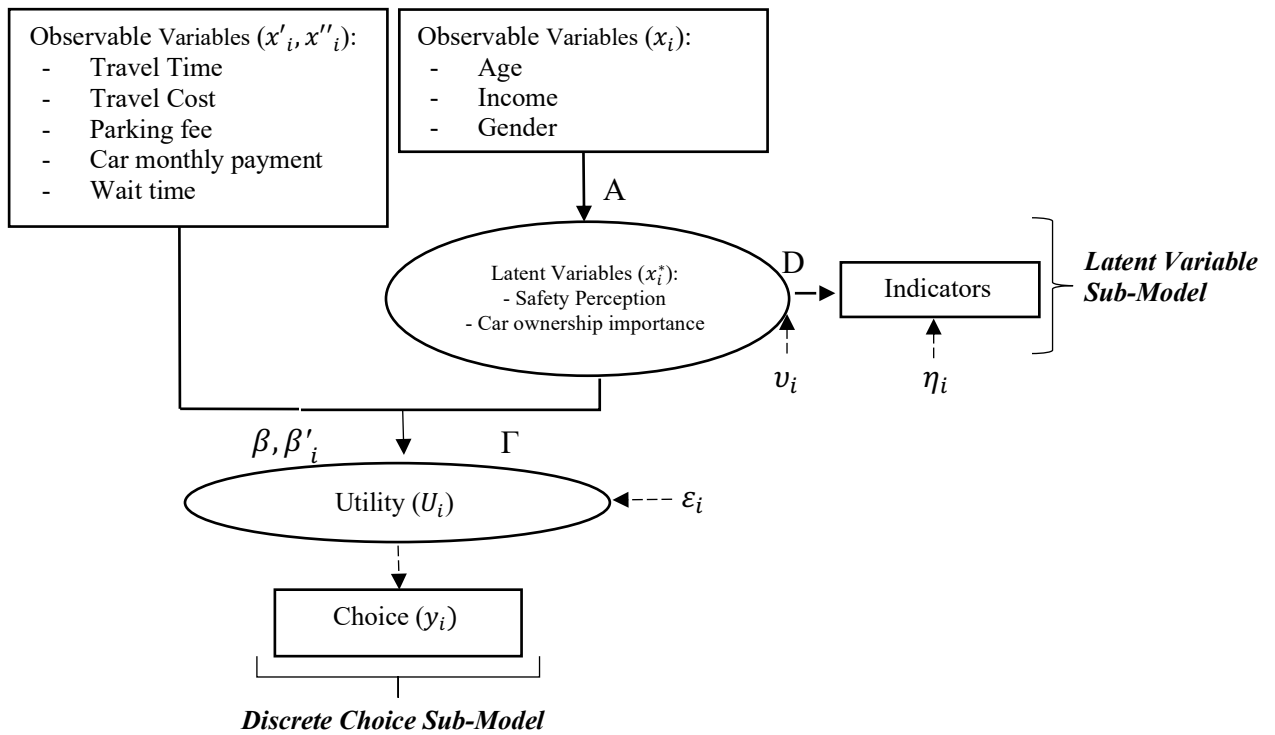 Observable Variables (x'ᵢ, x''ᵢ):
- Travel Time
- Travel Cost
- Parking fee
- Car monthly payment
- Wait time
Observable Variables (xᵢ):
- Age
- Income
- Gender
A
Latent Variables (xᵢ*):
- Safety Perception
- Car ownership importance
D
Indicators
Latent Variable
Sub-Model
υᵢ
ηᵢ
β, β'ᵢ
Γ
Utility (Uᵢ)
εᵢ
Choice (yᵢ)
Discrete Choice Sub-Model